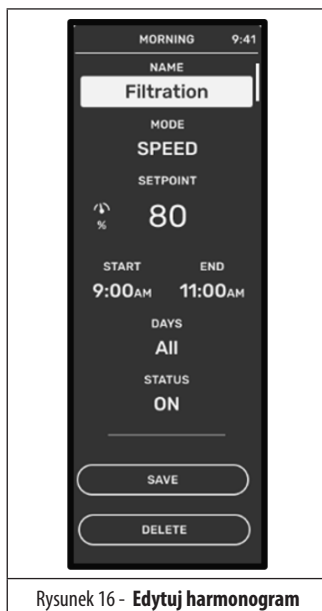 MORNING 9:41
NAME
Filtration
MODE
SPEED
SETPOINT
% 80
START END
9:00AM 11:00AM
DAYS
All
STATUS
ON
SAVE
DELETE
Rysunek 16 - Edytuj harmonogram